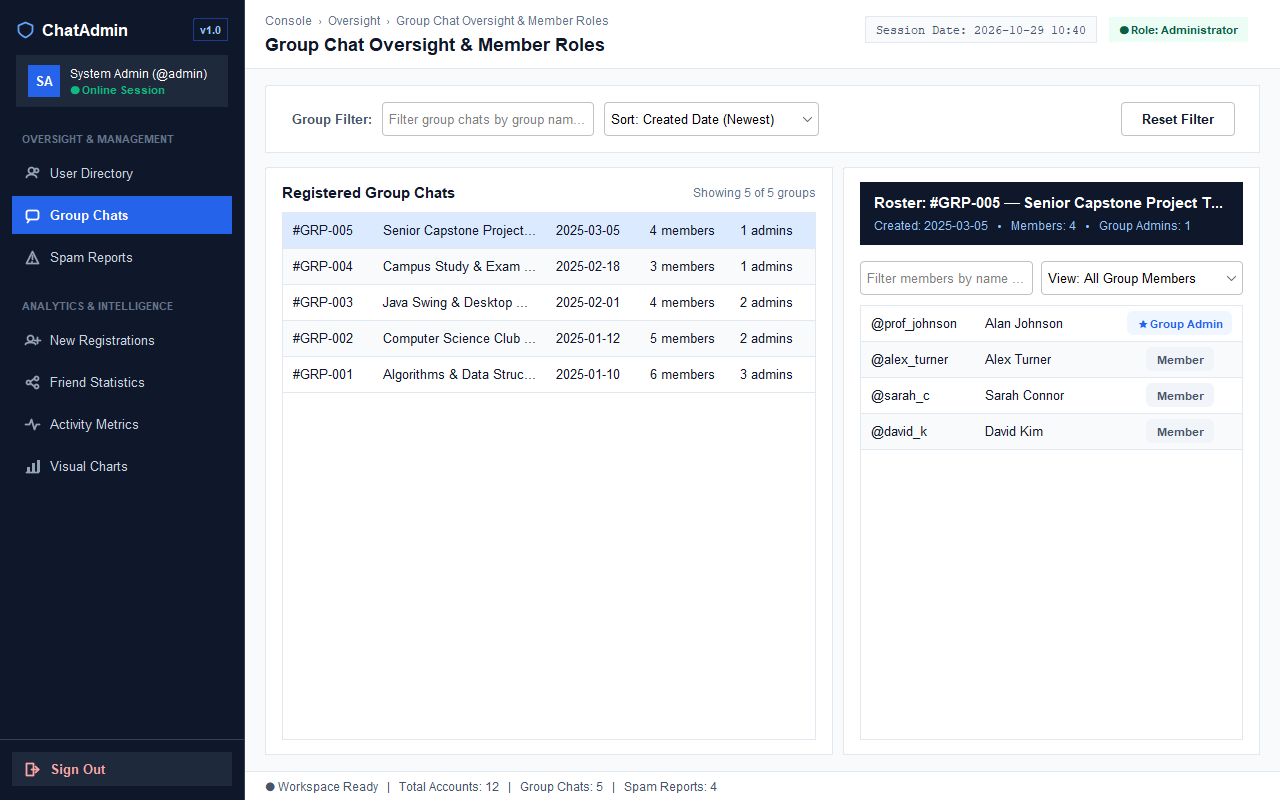 ChatAdmin
v1.0
SA
System Admin (@admin)
Online Session
OVERSIGHT & MANAGEMENT
User Directory
Group Chats
Spam Reports
ANALYTICS & INTELLIGENCE
New Registrations
Friend Statistics
Activity Metrics
Visual Charts
Sign Out
Console › Oversight › Group Chat Oversight & Member Roles
Group Chat Oversight & Member Roles
Session Date: 2026-10-29 10:40
Role: Administrator
Group Filter:
Filter group chats by group nam...
Sort: Created Date (Newest)
Reset Filter
Registered Group Chats
Showing 5 of 5 groups
#GRP-005 Senior Capstone Project... 2025-03-05 4 members 1 admins
#GRP-004 Campus Study & Exam ... 2025-02-18 3 members 1 admins
#GRP-003 Java Swing & Desktop ... 2025-02-01 4 members 2 admins
#GRP-002 Computer Science Club ... 2025-01-12 5 members 2 admins
#GRP-001 Algorithms & Data Struc... 2025-01-10 6 members 3 admins
Roster: #GRP-005 — Senior Capstone Project T...
Created: 2025-03-05 • Members: 4 • Group Admins: 1
Filter members by name ...
View: All Group Members
@prof_johnson Alan Johnson ★ Group Admin
@alex_turner Alex Turner Member
@sarah_c Sarah Connor Member
@david_k David Kim Member
Workspace Ready | Total Accounts: 12 | Group Chats: 5 | Spam Reports: 4